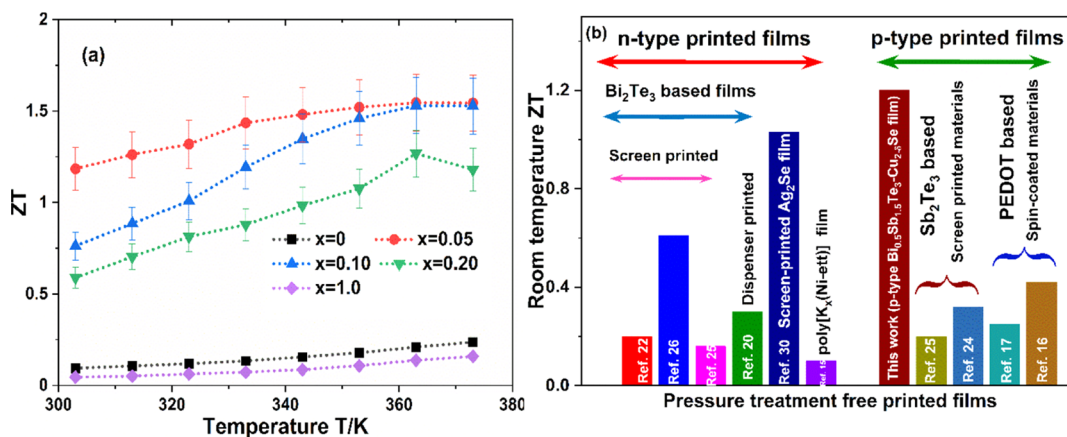 (a)
ZT
2
1.5
1
0.5
0
x=0
x=0.05
x=0.10
x=0.20
x=1.0
300
320
340
360
380
Temperature T/K
(b)
n-type printed films
p-type printed films
Bi₂Te₃ based films
Screen printed
Room temperature ZT
1.2
0.8
0.4
0.0
Ref. 22
Ref. 26
Ref. 25
Ref. 20
Dispenser printed
Ref. 30 Screen-printed Ag₂Se film
poly[Kₓ(Ni-ett)] film
This work (p-type Bi₀.₅Sb₁.₅Te₃-Cu₂₋δSe film)
Ref. 25
Ref. 24
Sb₂Te₃ based
Screen printed materials
Ref. 17
Ref. 16
PEDOT based
Spin-coated materials
Pressure treatment free printed films